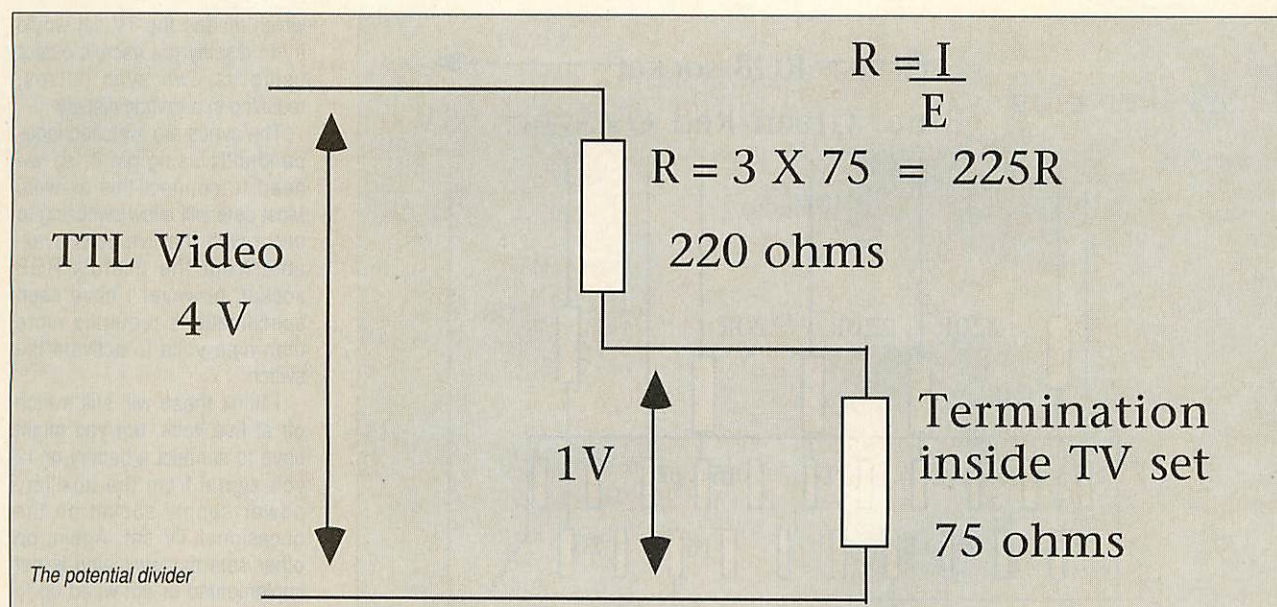 R = I
E
R = 3 X 75 = 225R
TTL Video
220 ohms
4 V
1V
Termination
inside TV set
75 ohms
The potential divider